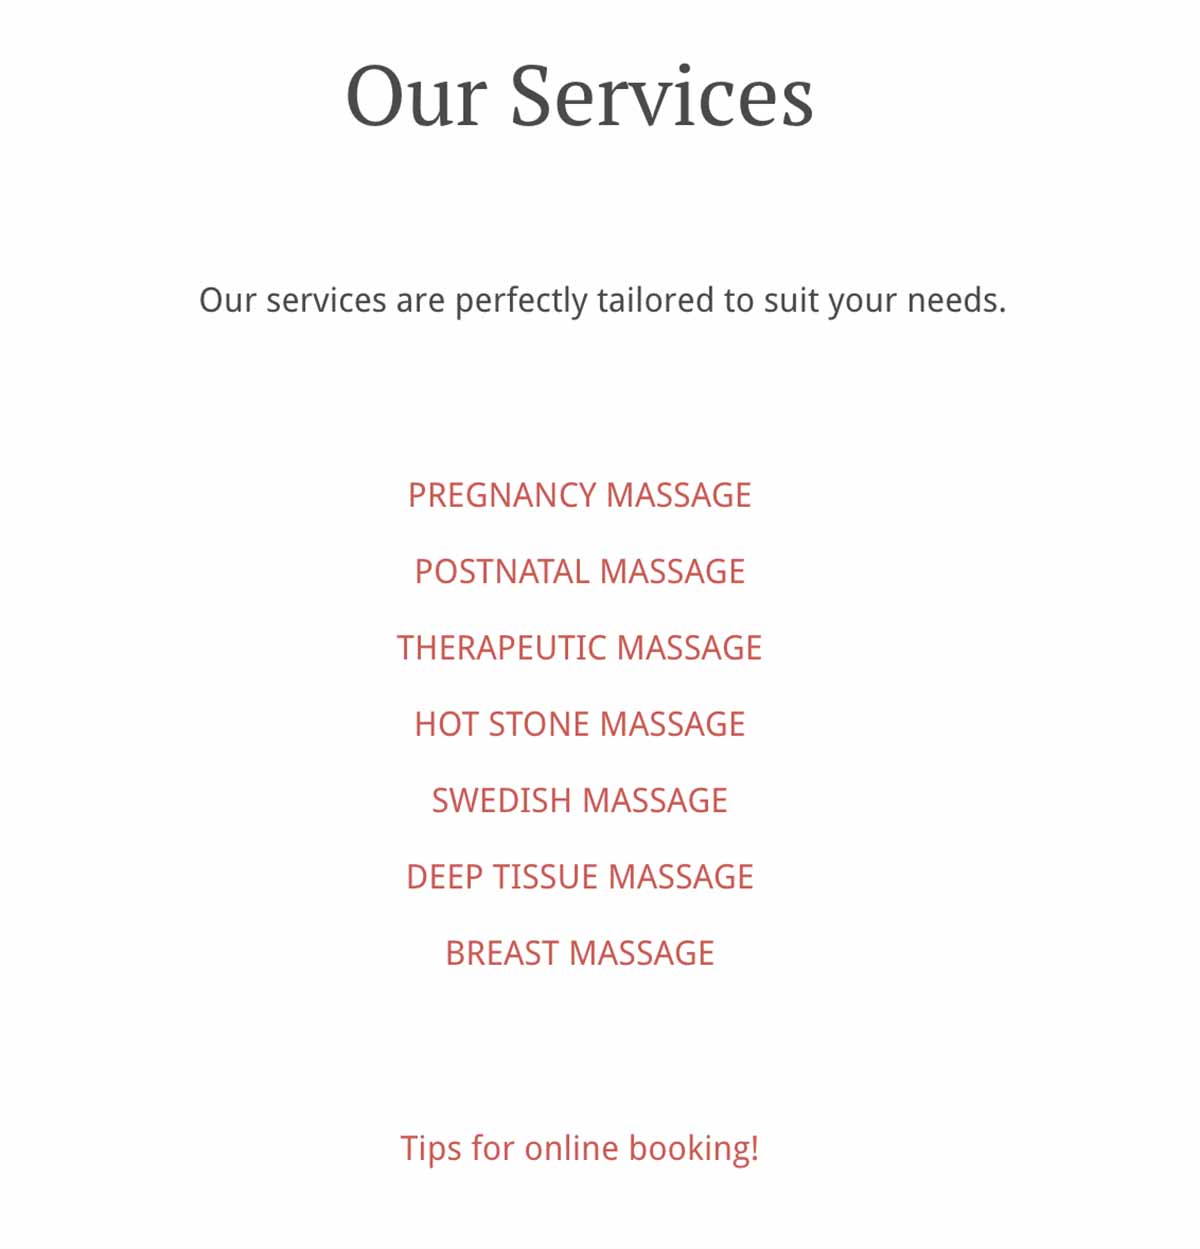 Our Services
Our services are perfectly tailored to suit your needs.
PREGNANCY MASSAGE
POSTNATAL MASSAGE
THERAPEUTIC MASSAGE
HOT STONE MASSAGE
SWEDISH MASSAGE
DEEP TISSUE MASSAGE
BREAST MASSAGE
Tips for online booking!